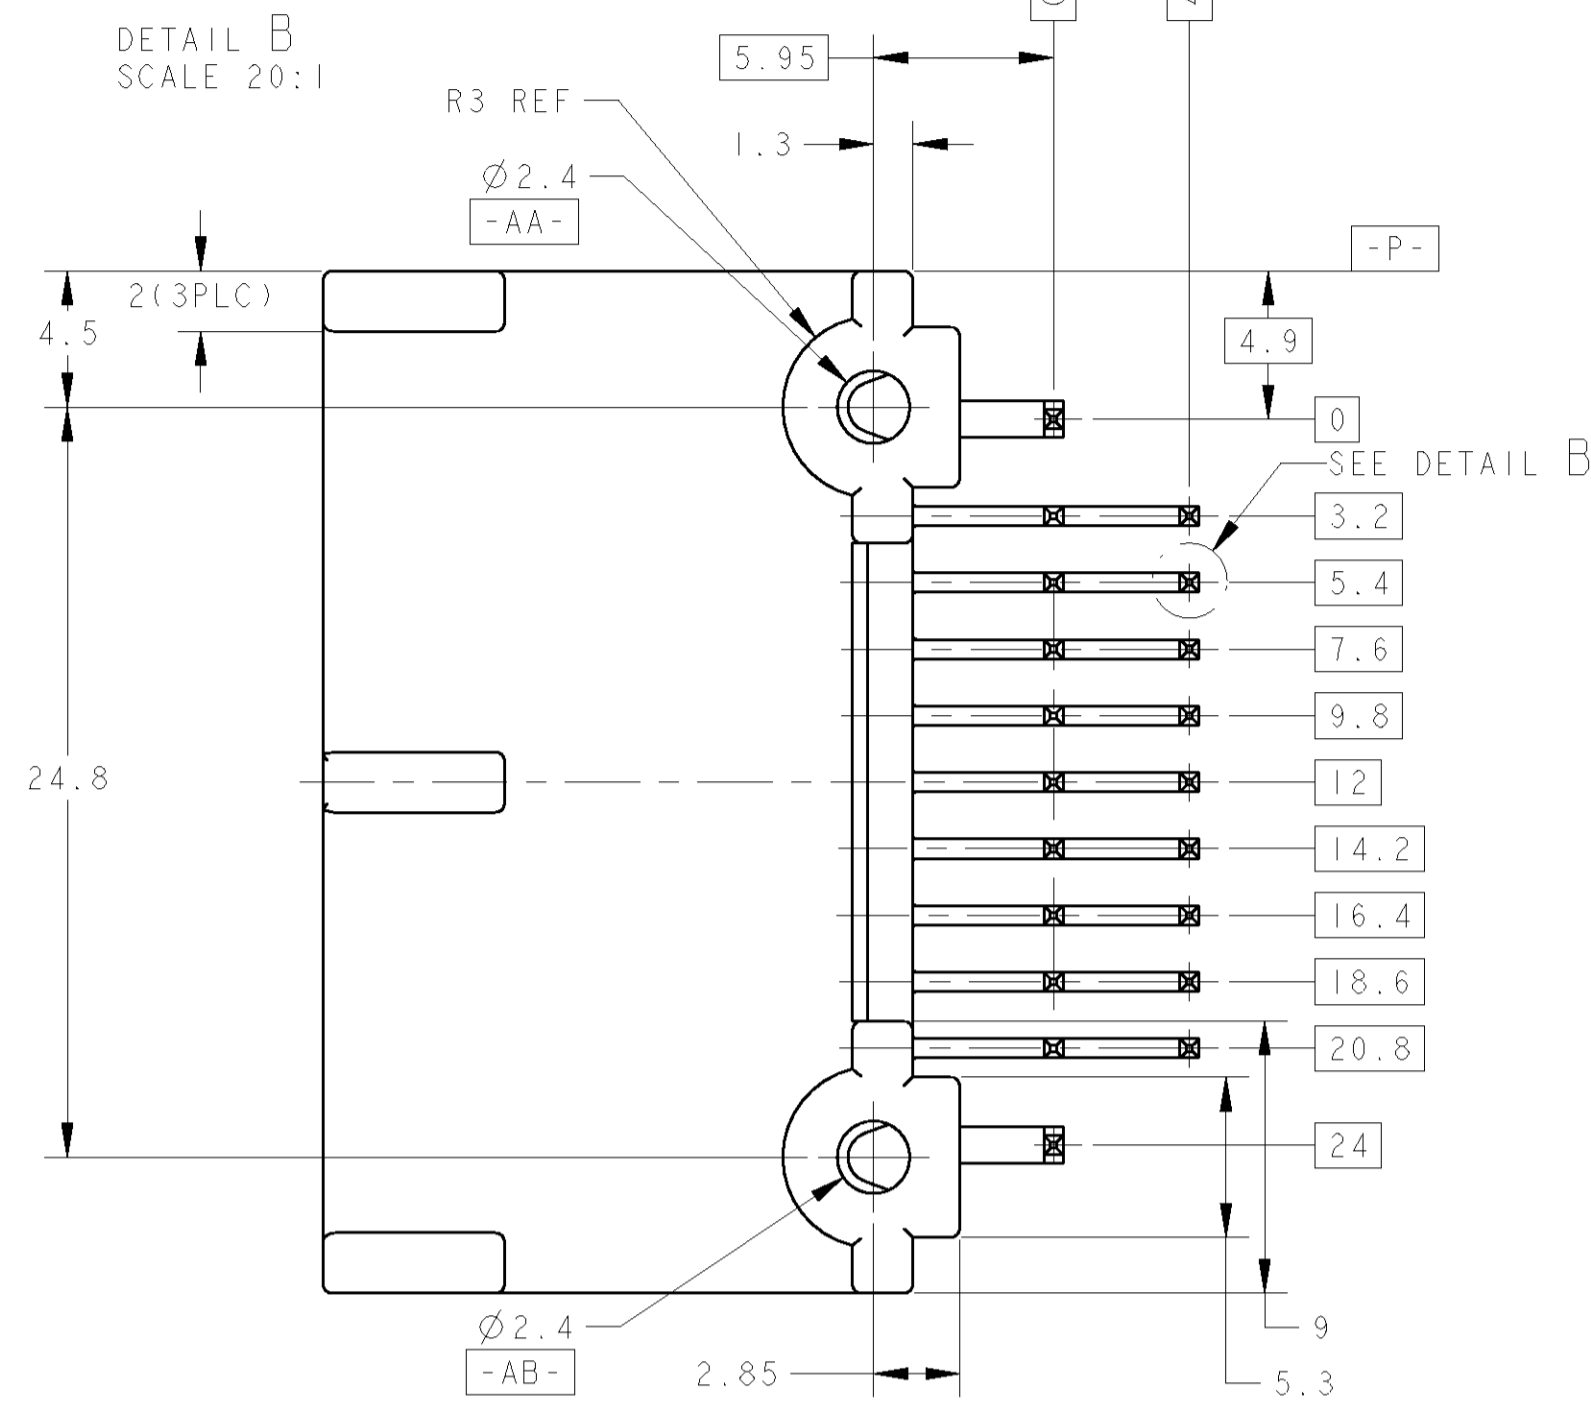 DETAIL B
SCALE 20:1
5.95
R3 REF
1.3
Ø2.4
-AA-
-P-
2(3PLC)
4.5
4.9
0
SEE DETAIL B
3.2
5.4
7.6
9.8
24.8
12
14.2
16.4
18.6
20.8
24
Ø2.4
-AB-
2.85
9
5.3